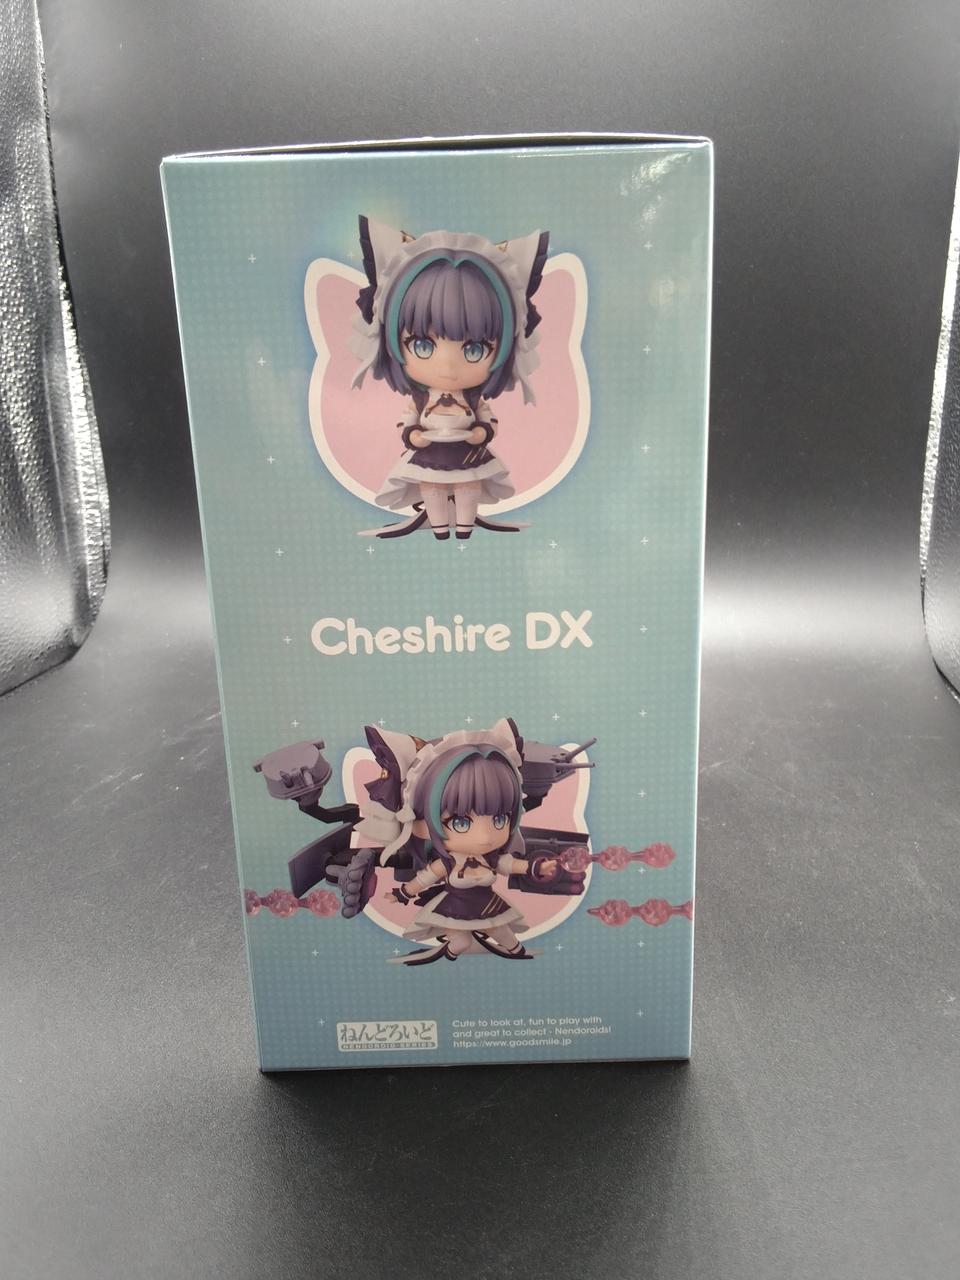 Cheshire DX
ねんどろいど
NENDOROID SERIES
Cute to look at, fun to play with
and great to collect - Nendoroids!
https://www.goodsmile.jp